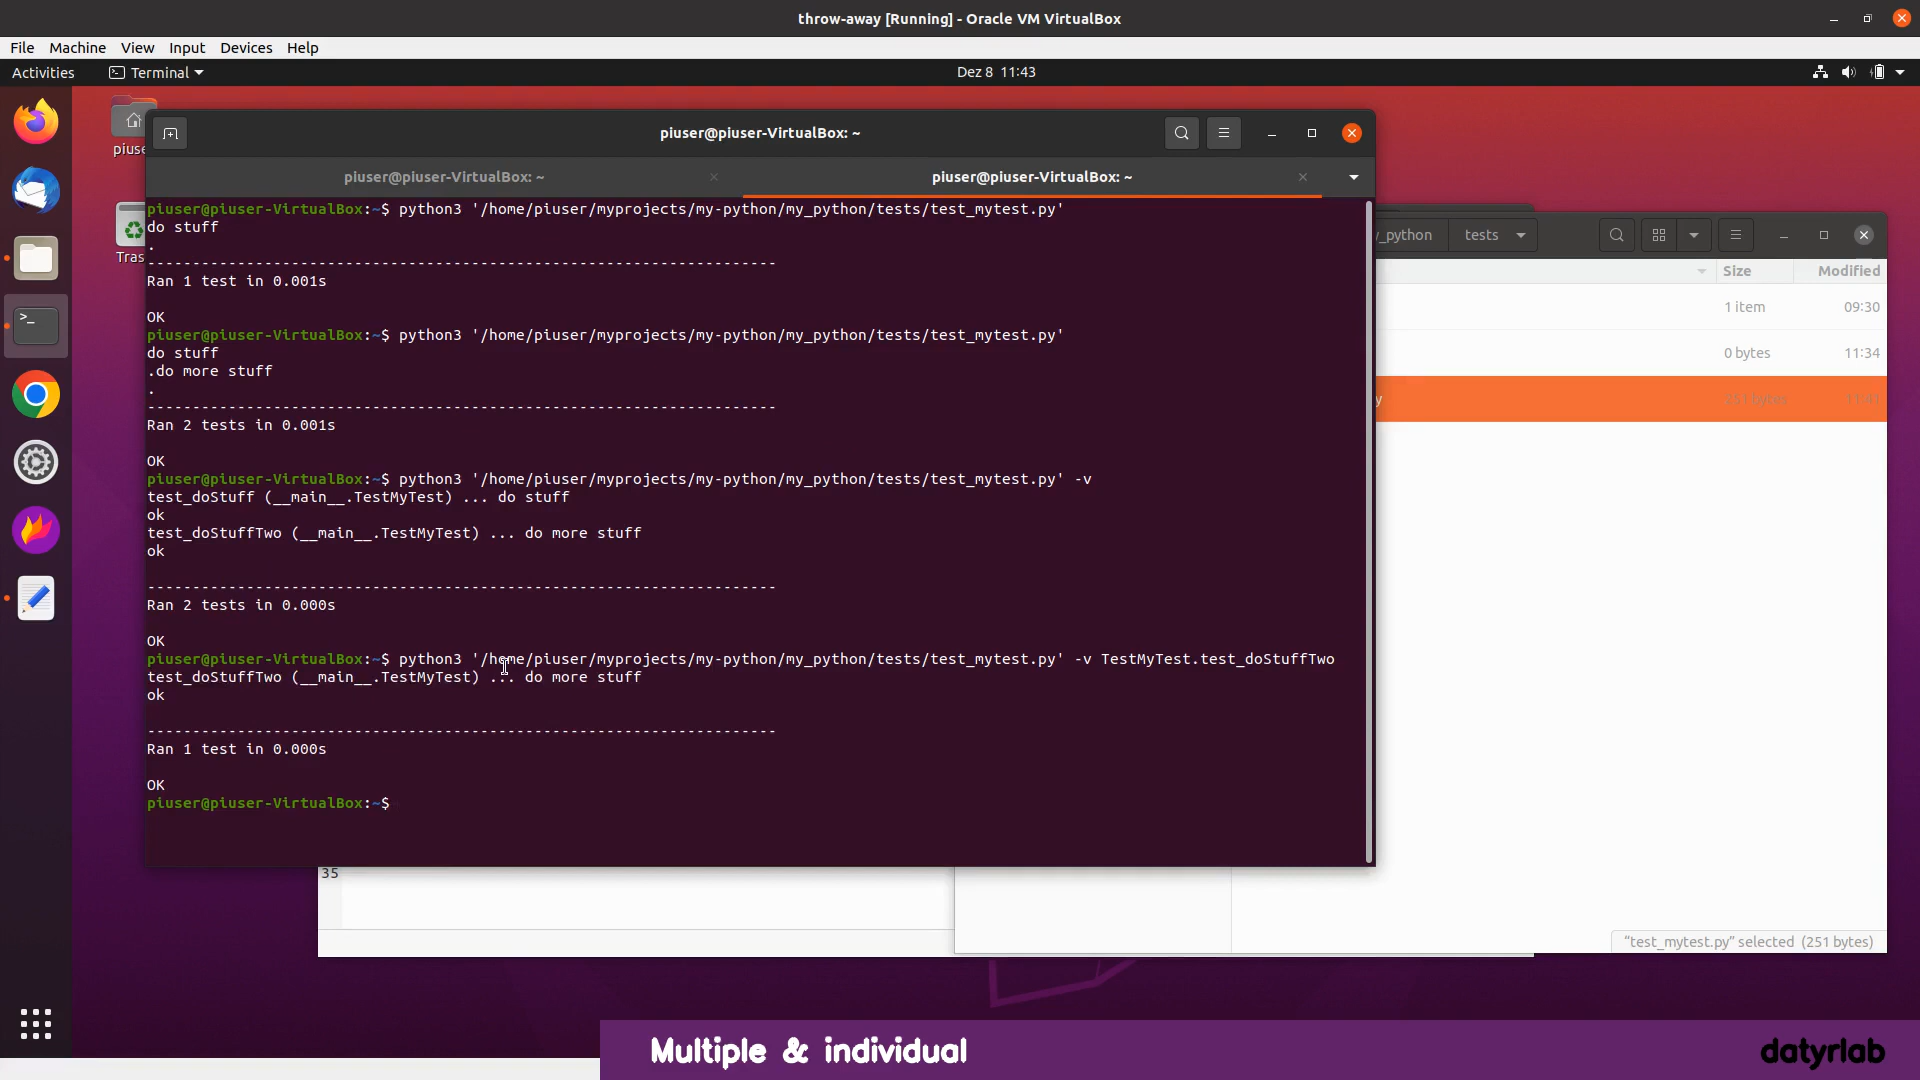 throw-away [Running] - Oracle VM VirtualBox
File Machine View Input Devices Help
Activities Terminal Dez 8 11:43
piuser@piuser-VirtualBox: ~
piuser@piuser-VirtualBox: ~ piuser@piuser-VirtualBox: ~
piuser@piuser-VirtualBox:~$ python3 '/home/piuser/myprojects/my-python/my_python/tests/test_mytest.py'
do stuff
.
----------------------------------------------------------------------
Ran 1 test in 0.001s
OK
piuser@piuser-VirtualBox:~$ python3 '/home/piuser/myprojects/my-python/my_python/tests/test_mytest.py'
do stuff
.do more stuff
.
----------------------------------------------------------------------
Ran 2 tests in 0.001s
OK
piuser@piuser-VirtualBox:~$ python3 '/home/piuser/myprojects/my-python/my_python/tests/test_mytest.py' -v
test_doStuff (__main__.TestMyTest) ... do stuff
ok
test_doStuffTwo (__main__.TestMyTest) ... do more stuff
ok
----------------------------------------------------------------------
Ran 2 tests in 0.000s
OK
piuser@piuser-VirtualBox:~$ python3 '/home/piuser/myprojects/my-python/my_python/tests/test_mytest.py' -v TestMyTest.test_doStuffTwo
test_doStuffTwo (__main__.TestMyTest) ... do more stuff
ok
----------------------------------------------------------------------
Ran 1 test in 0.000s
OK
piuser@piuser-VirtualBox:~$
piuse
Tras
y_python tests
Size Modified
1 item 09:30
0 bytes 11:34
y 251 bytes
35
"test_mytest.py" selected (251 bytes)
Multiple & individual
datyrlab